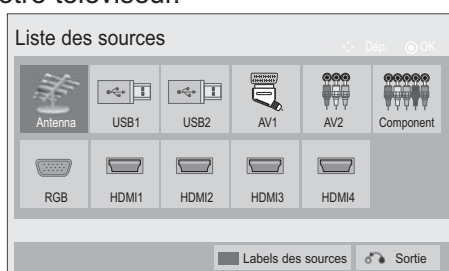 Liste des sources
Dép. OK
Antenna USB1 USB2 AV1 AV2 Component
RGB HDMI1 HDMI2 HDMI3 HDMI4
Labels des sources Sortie